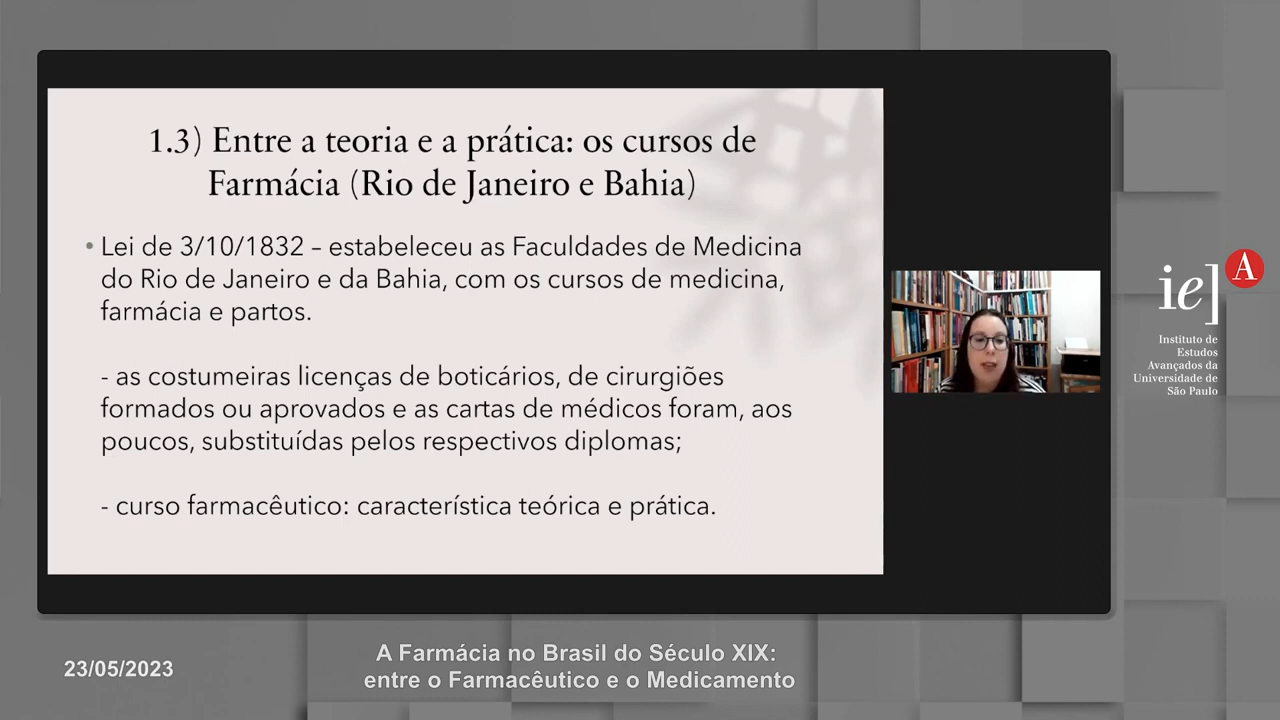 1.3) Entre a teoria e a prática: os cursos de
Farmácia (Rio de Janeiro e Bahia)
• Lei de 3/10/1832 – estabeleceu as Faculdades de Medicina
do Rio de Janeiro e da Bahia, com os cursos de medicina,
farmácia e partos.
- as costumeiras licenças de boticários, de cirurgiões
formados ou aprovados e as cartas de médicos foram, aos
poucos, substituídas pelos respectivos diplomas;
- curso farmacêutico: característica teórica e prática.
ie] A
Instituto de
Estudos
Avançados da
Universidade de
São Paulo
23/05/2023
A Farmácia no Brasil do Século XIX:
entre o Farmacêutico e o Medicamento